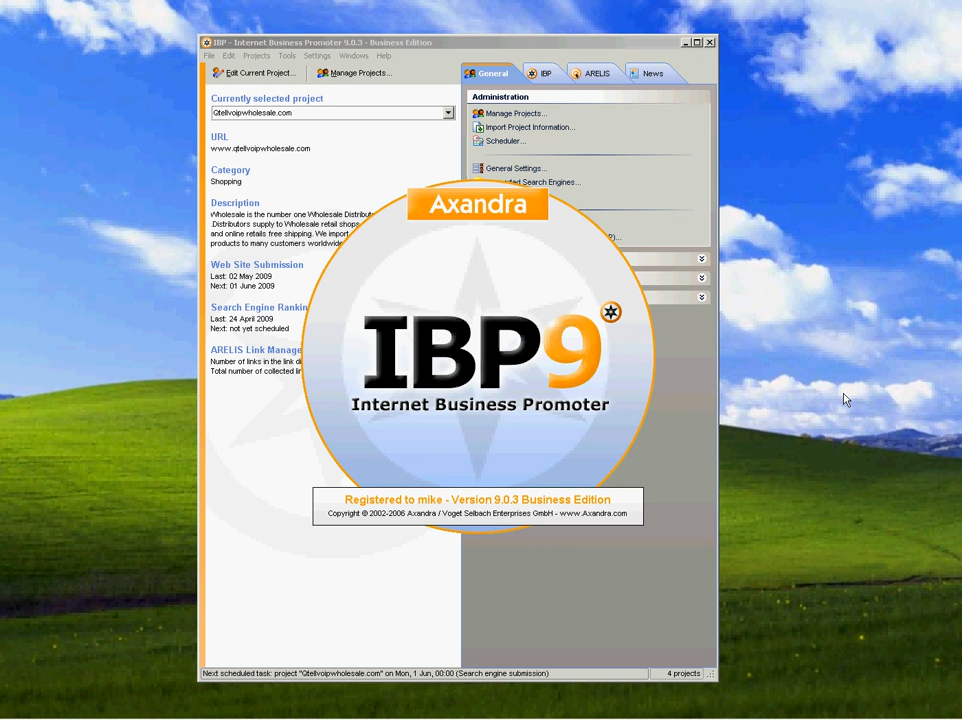 IBP - Internet Business Promoter 9.0.3 - Business Edition
File Edit Projects Tools Settings Windows Help
Edit Current Project... Manage Projects...
General IBP ARELIS News
Currently selected project
Qtellvoipwholesale.com
URL
www.qtellvoipwholesale.com
Category
Shopping
Description
Wholesale is the number one Wholesale Distribut
.Distributors supply to Wholesale retail shops
and online retails free shipping. We import
products to many customers worldwide
Web Site Submission
Last: 02 May 2009
Next: 01 June 2009
Search Engine Rankin
Last: 24 April 2009
Next: not yet scheduled
ARELIS Link Manage
Number of links in the link di
Total number of collected li
Administration
Manage Projects...
Import Project Information...
Scheduler...
General Settings...
ed Search Engines...
?)...
Axandra
IBP9
Internet Business Promoter
Registered to mike - Version 9.0.3 Business Edition
Copyright © 2002-2006 Axandra / Voget Selbach Enterprises GmbH - www.Axandra.com
Next scheduled task: project "Qtellvoipwholesale.com" on Mon, 1 Jun, 00:00 (Search engine submission) 4 projects